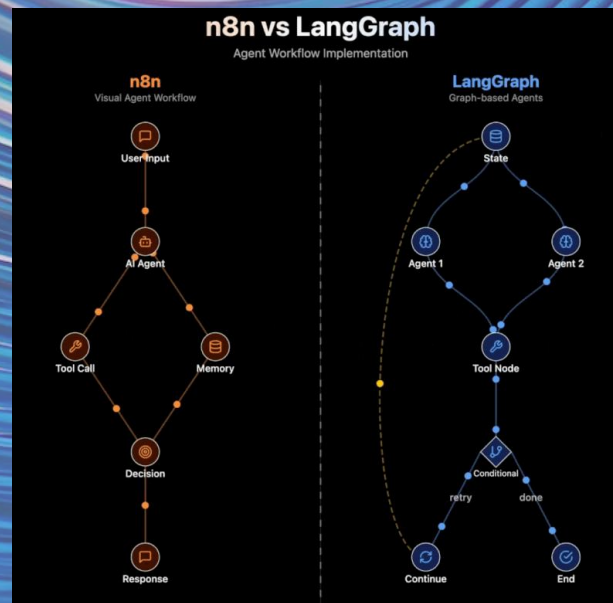 n8n vs LangGraph
Agent Workflow Implementation
n8n
Visual Agent Workflow
User Input
AI Agent
Tool Call
Memory
Decision
Response
LangGraph
Graph-based Agents
State
Agent 1
Agent 2
Tool Node
Conditional
retry
done
Continue
End